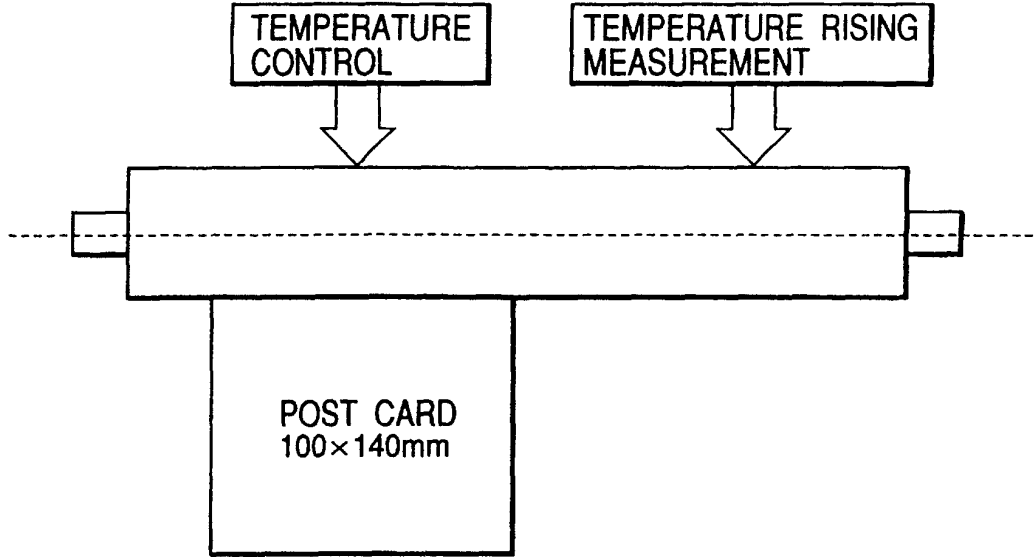 TEMPERATURE
CONTROL
TEMPERATURE RISING
MEASUREMENT
POST CARD
100×140mm